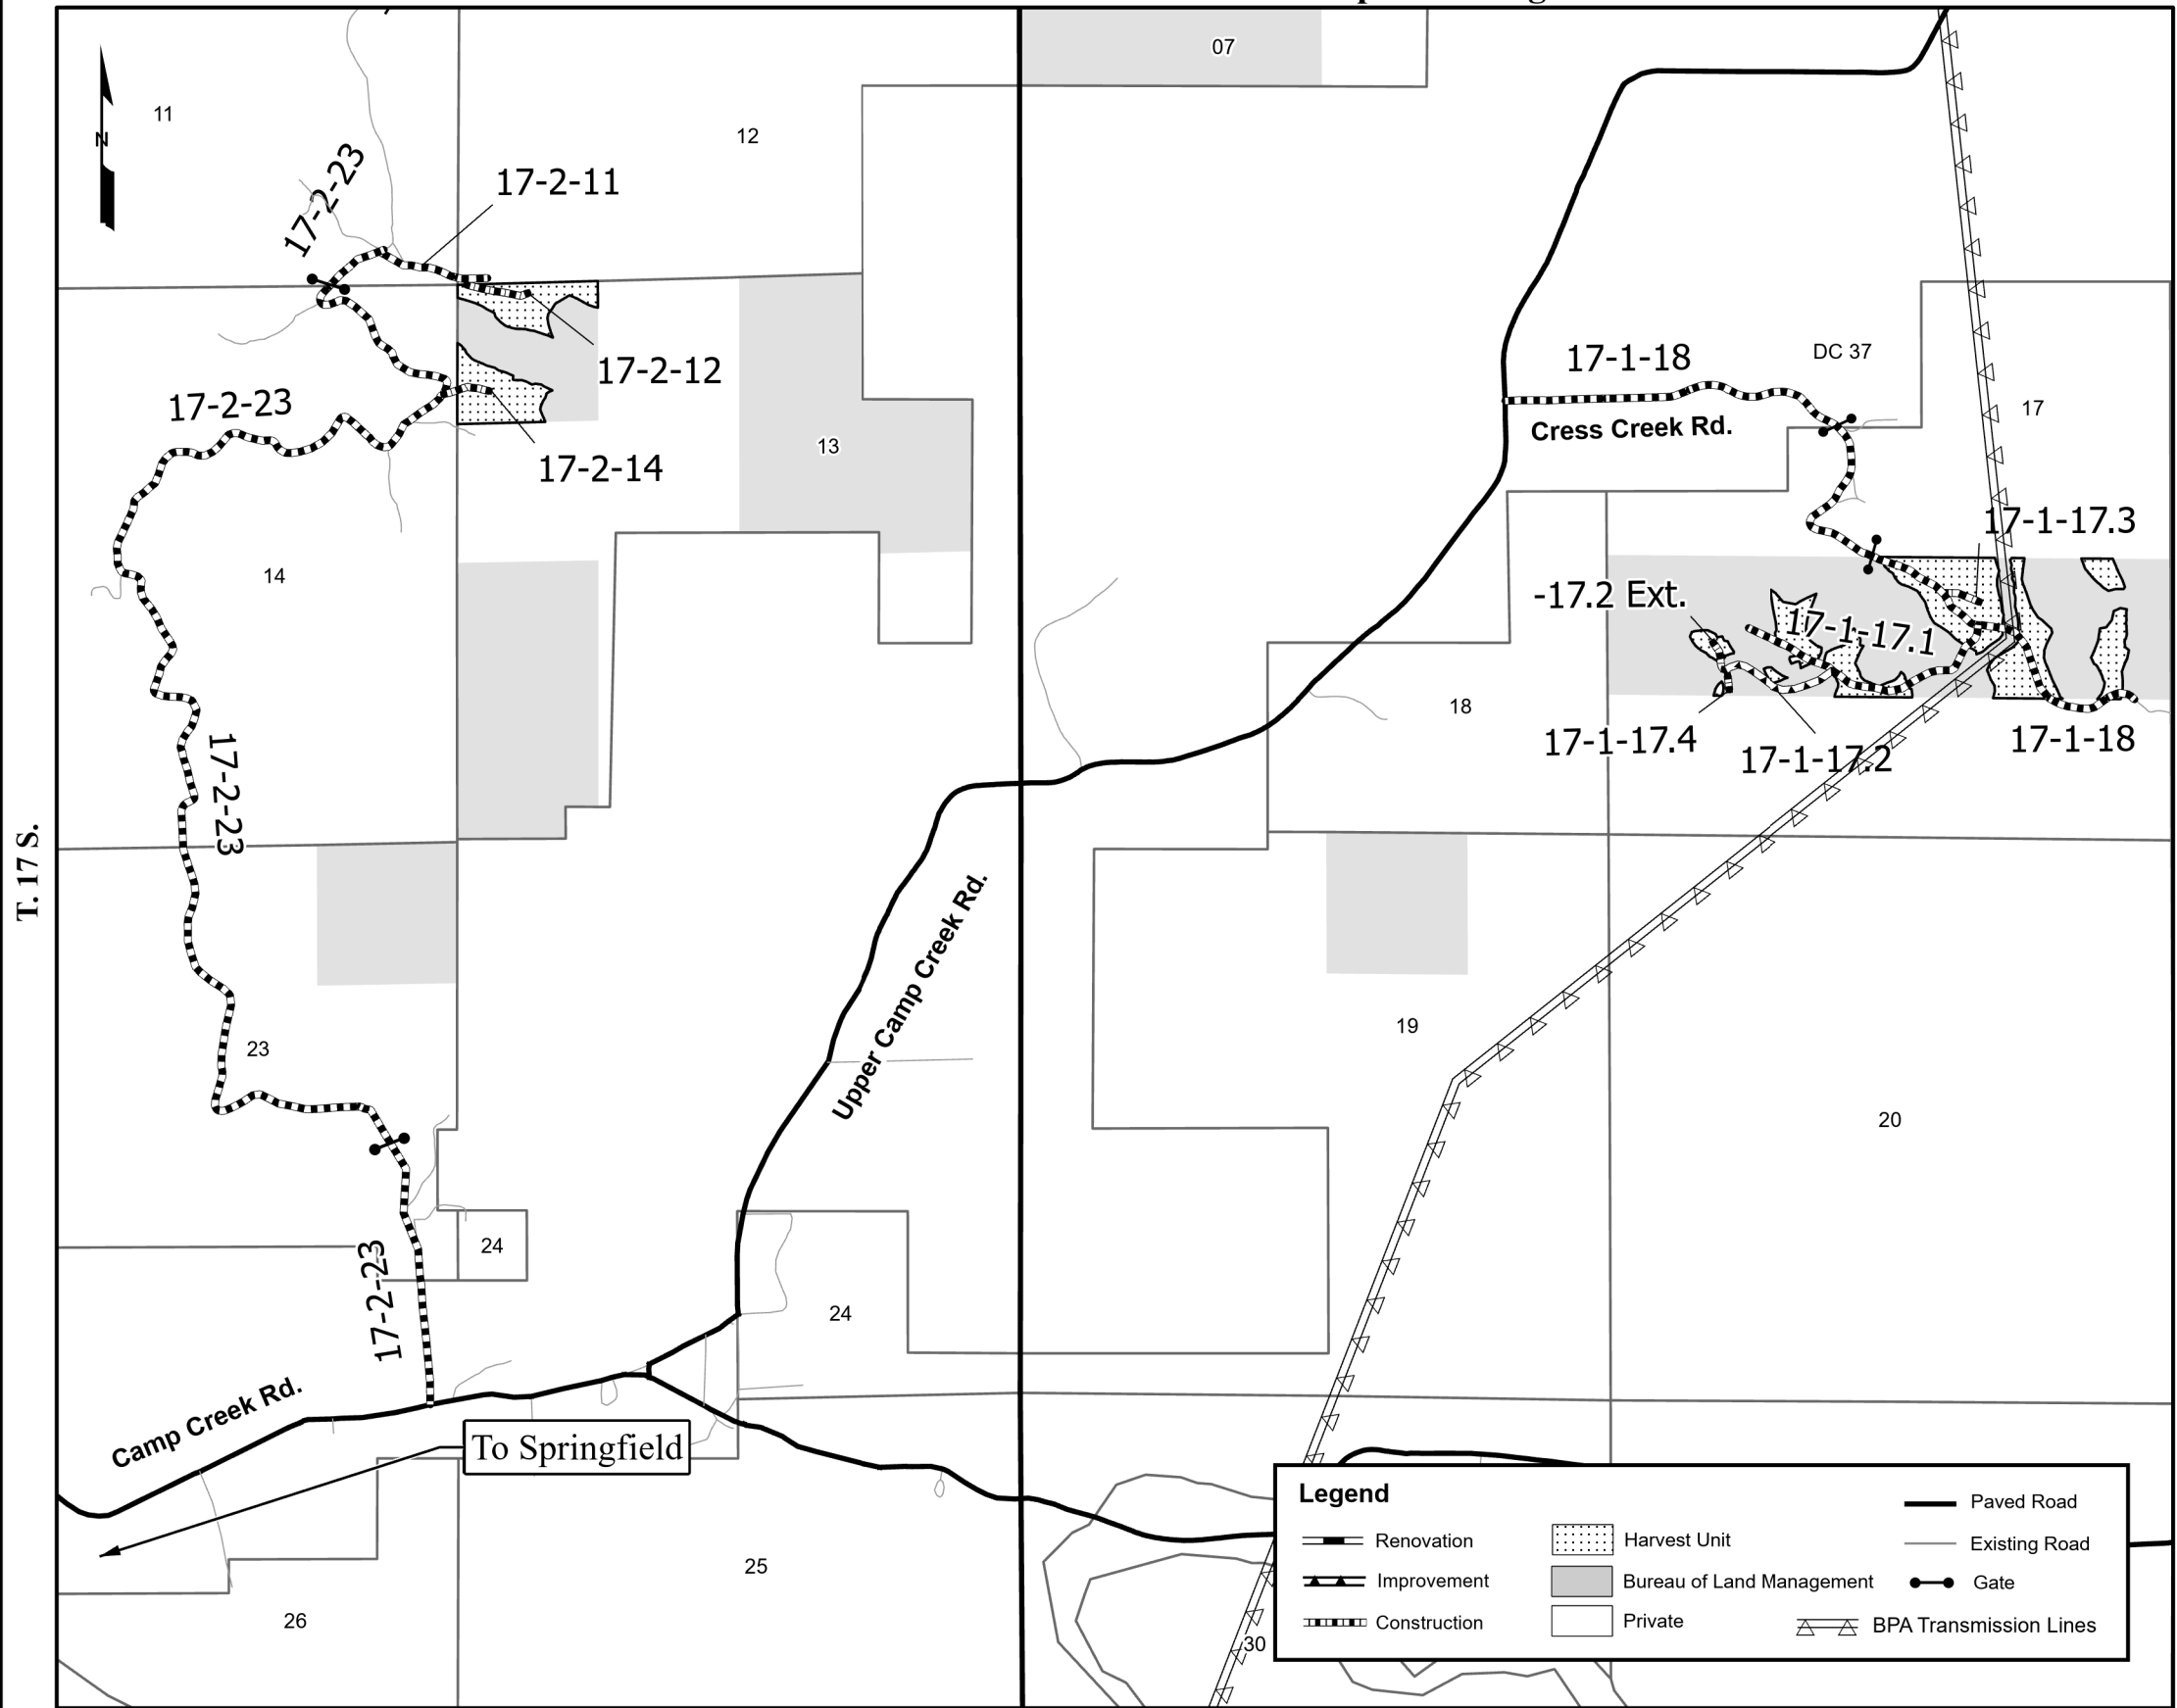 07
11
12
N
17-2-23
17-2-11
17-2-12
17-2-23
17-2-14
13
14
17-2-23
17-1-18
DC 37
Cress Creek Rd.
17
17-1-17.3
-17.2 Ext.
17-1-17.1
17-1-17.4
17-1-17.2
17-1-18
18
T. 17 S.
Upper Camp Creek Rd.
19
20
23
24
24
17-2-23
Camp Creek Rd.
To Springfield
25
26
30
Legend
Renovation
Improvement
Construction
Harvest Unit
Bureau of Land Management
Private
Paved Road
Existing Road
Gate
BPA Transmission Lines